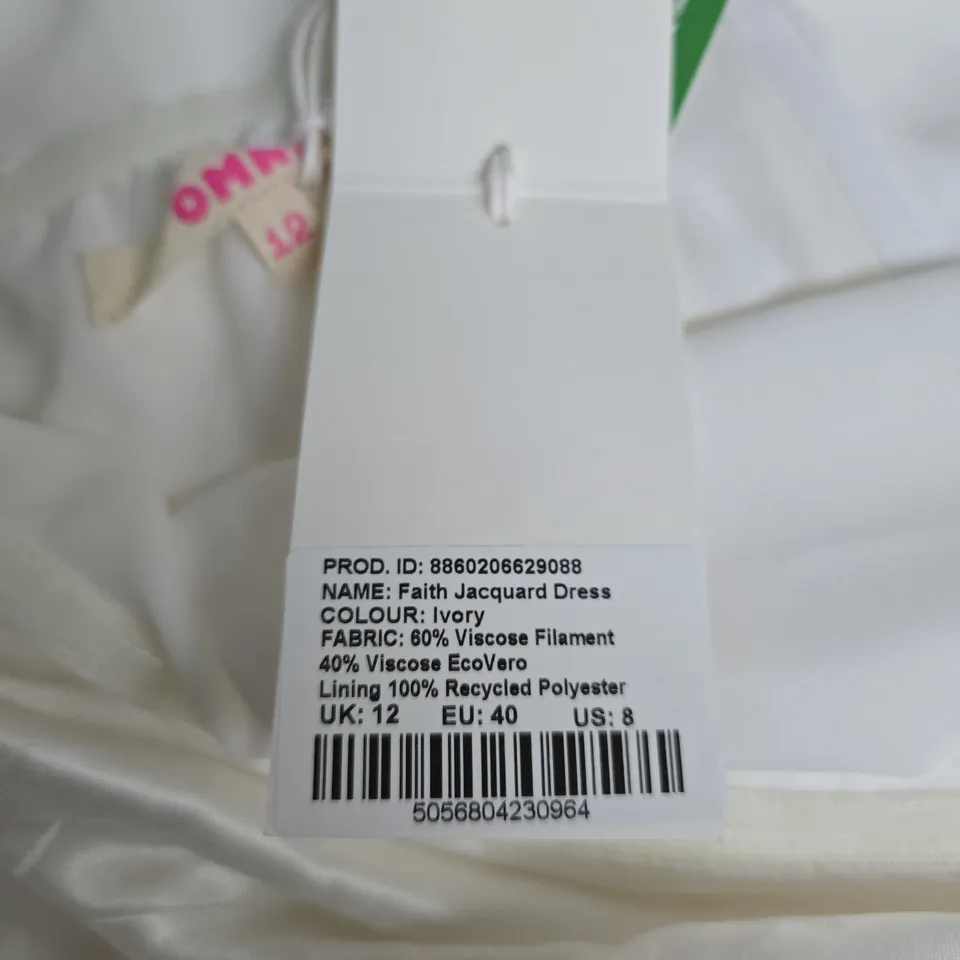 12
PROD. ID: 8860206629088
NAME: Faith Jacquard Dress
COLOUR: Ivory
FABRIC: 60% Viscose Filament
40% Viscose EcoVero
Lining 100% Recycled Polyester
UK: 12 EU: 40 US: 8
5056804230964